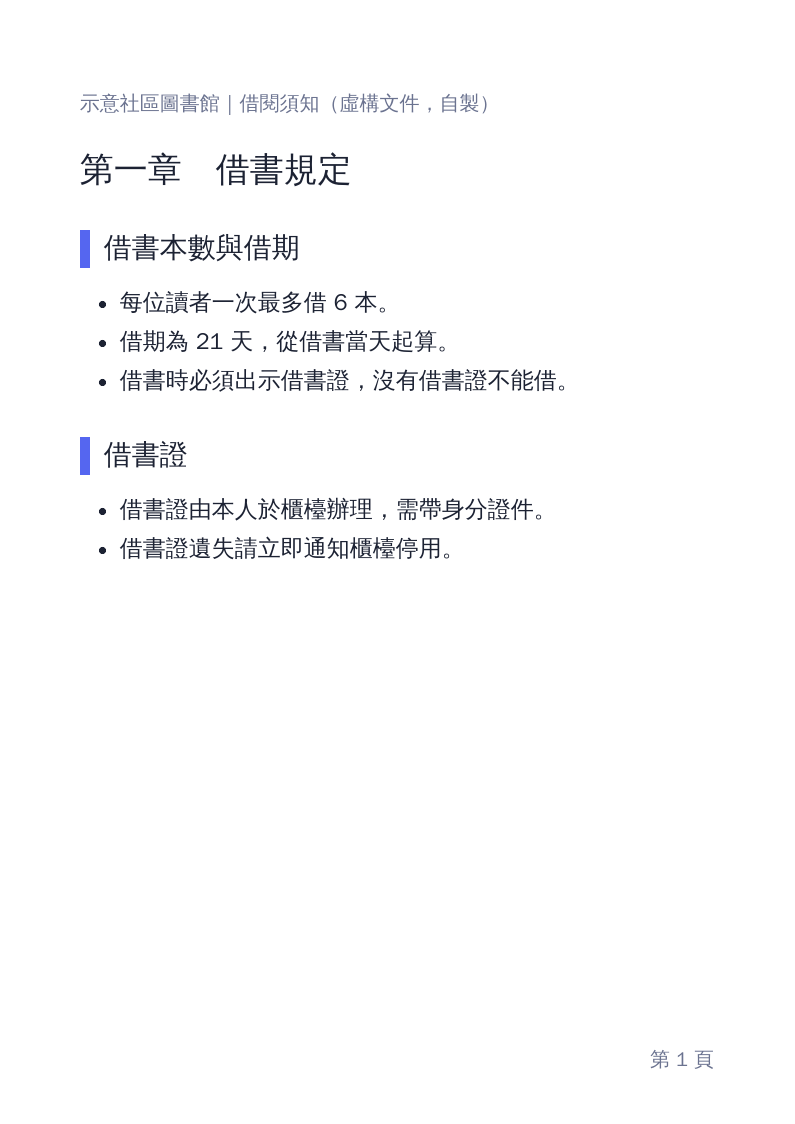 示意社區圖書館｜借閱須知（虛構文件，自製）
第一章　借書規定
借書本數與借期
• 每位讀者一次最多借 6 本。
• 借期為 21 天，從借書當天起算。
• 借書時必須出示借書證，沒有借書證不能借。
借書證
• 借書證由本人於櫃檯辦理，需帶身分證件。
• 借書證遺失請立即通知櫃檯停用。
第 1 頁